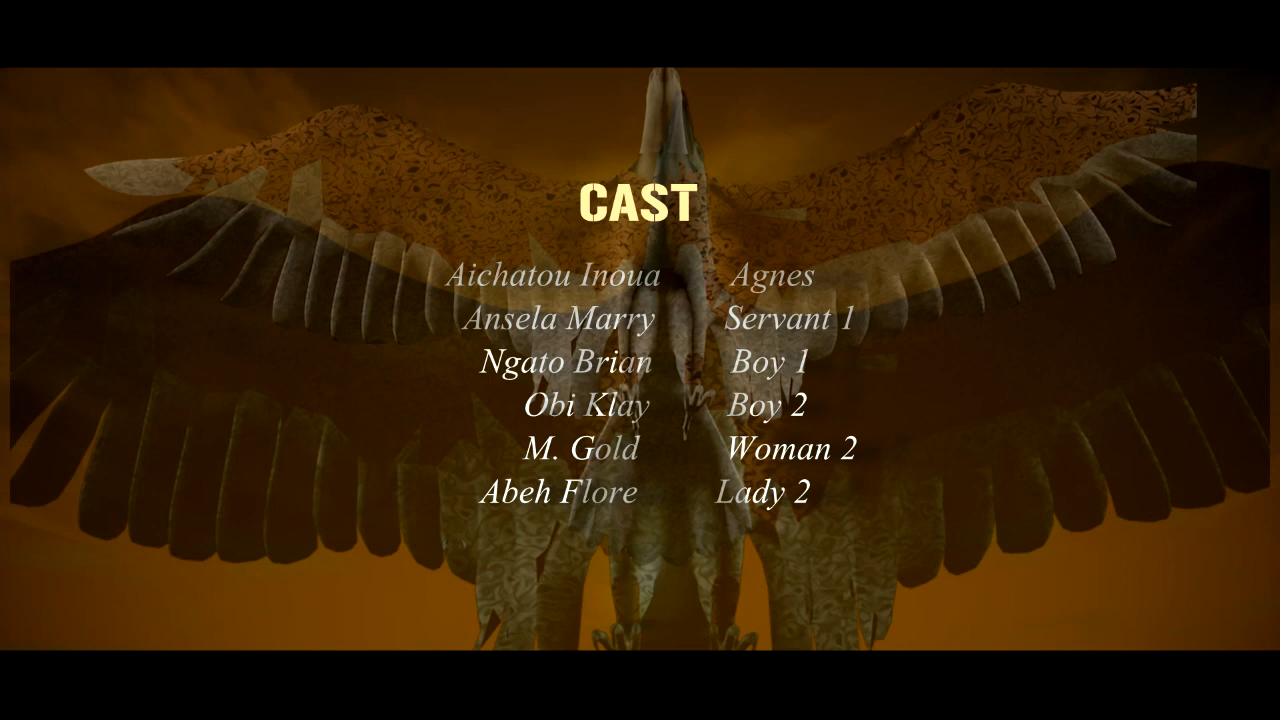 CAST
Aichatou Inoua Agnes
Ansela Marry Servant 1
Ngato Brian Boy 1
Obi Klay Boy 2
M. Gold Woman 2
Abeh Flore Lady 2